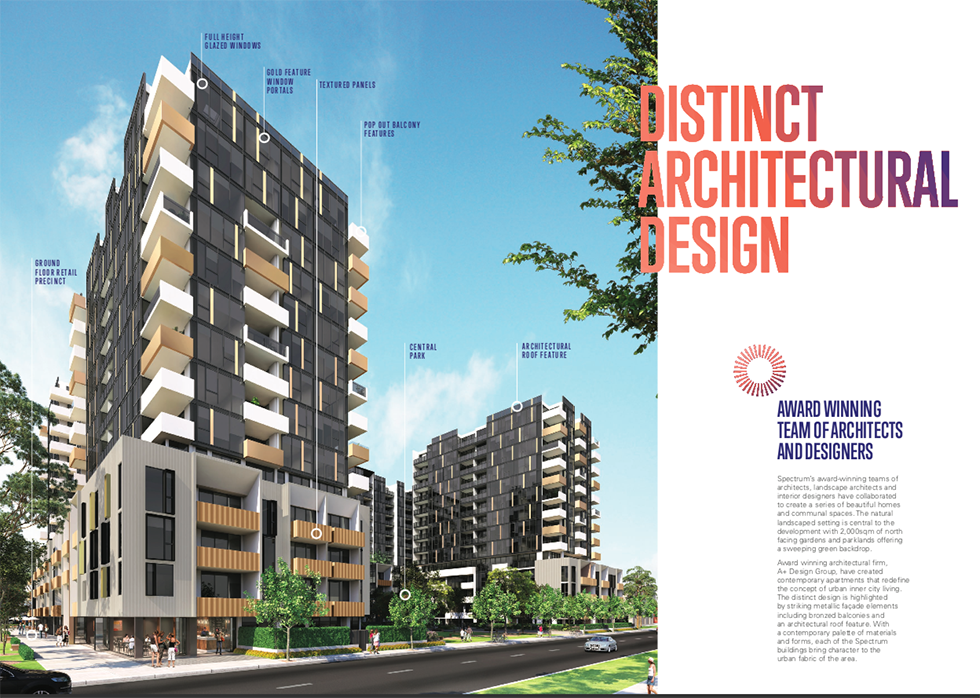 FULL HEIGHT
GLAZED WINDOWS
GOLD FEATURE
WINDOW
PORTALS
TEXTURED PANELS
POP OUT BALCONY
FEATURES
GROUND
FLOOR RETAIL
PRECINCT
CENTRAL
PARK
ARCHITECTURAL
ROOF FEATURE
DISTINCT
ARCHITECTURAL
DESIGN
AWARD WINNING
TEAM OF ARCHITECTS
AND DESIGNERS
Spectrum's award-winning teams of
architects, landscape architects and
interior designers have collaborated
to create a series of beautiful homes
and communal spaces. The natural
landscaped setting is central to the
development with 2,000sqm of north
facing gardens and parklands offering
a sweeping green backdrop.
Award winning architectural firm,
A+ Design Group, have created
contemporary apartments that redefine
the concept of urban inner city living.
The distinct design is highlighted
by striking metallic façade elements
including bronzed balconies and
an architectural roof feature. With
a contemporary palette of materials
and forms, each of the Spectrum
buildings bring character to the
urban fabric of the area.